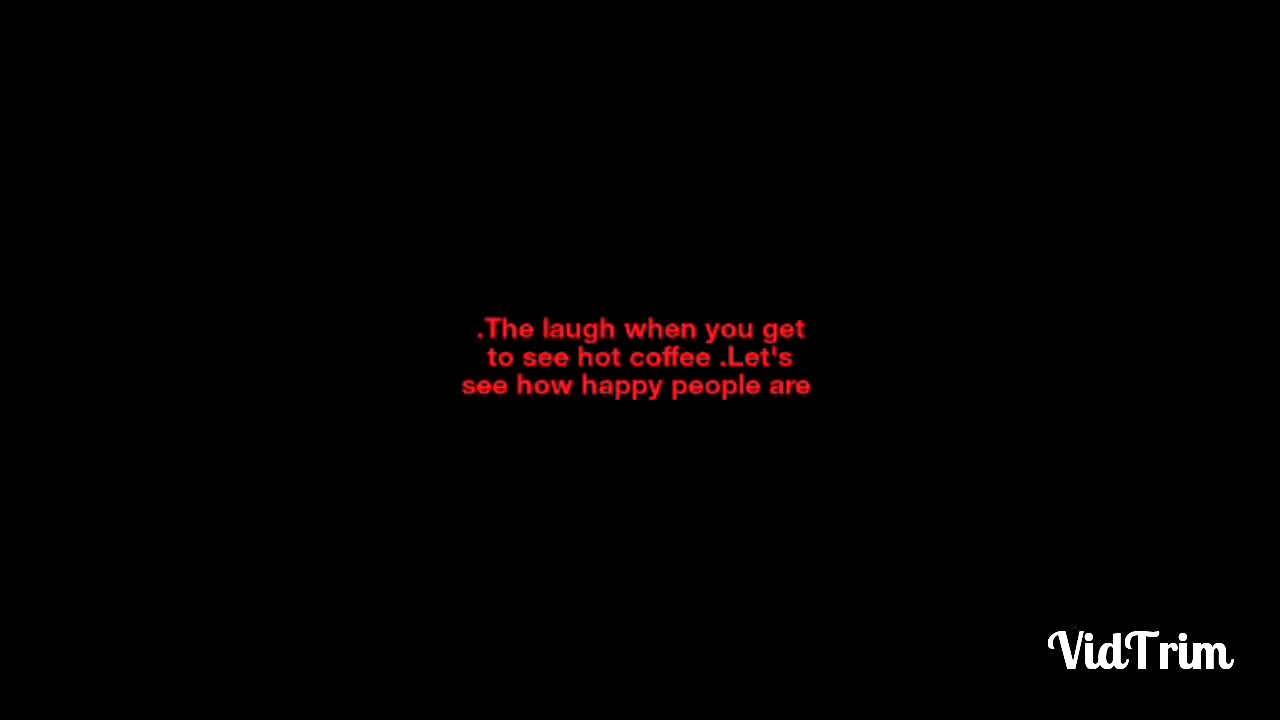 .The laugh when you get
to see hot coffee .Let's
see how happy people are
VidTrim